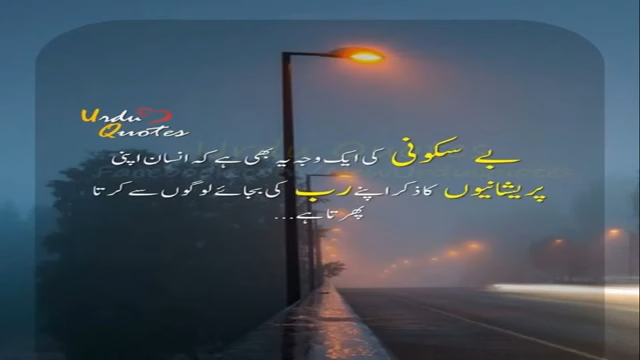 Urdu
Quotes
بے سکونی کی ایک وجہ یہ بھی ہے کہ انسان اپنی
پریشانیوں کا ذکر اپنے رب کی بجائے لوگوں سے کرتا
پھرتا ہے...